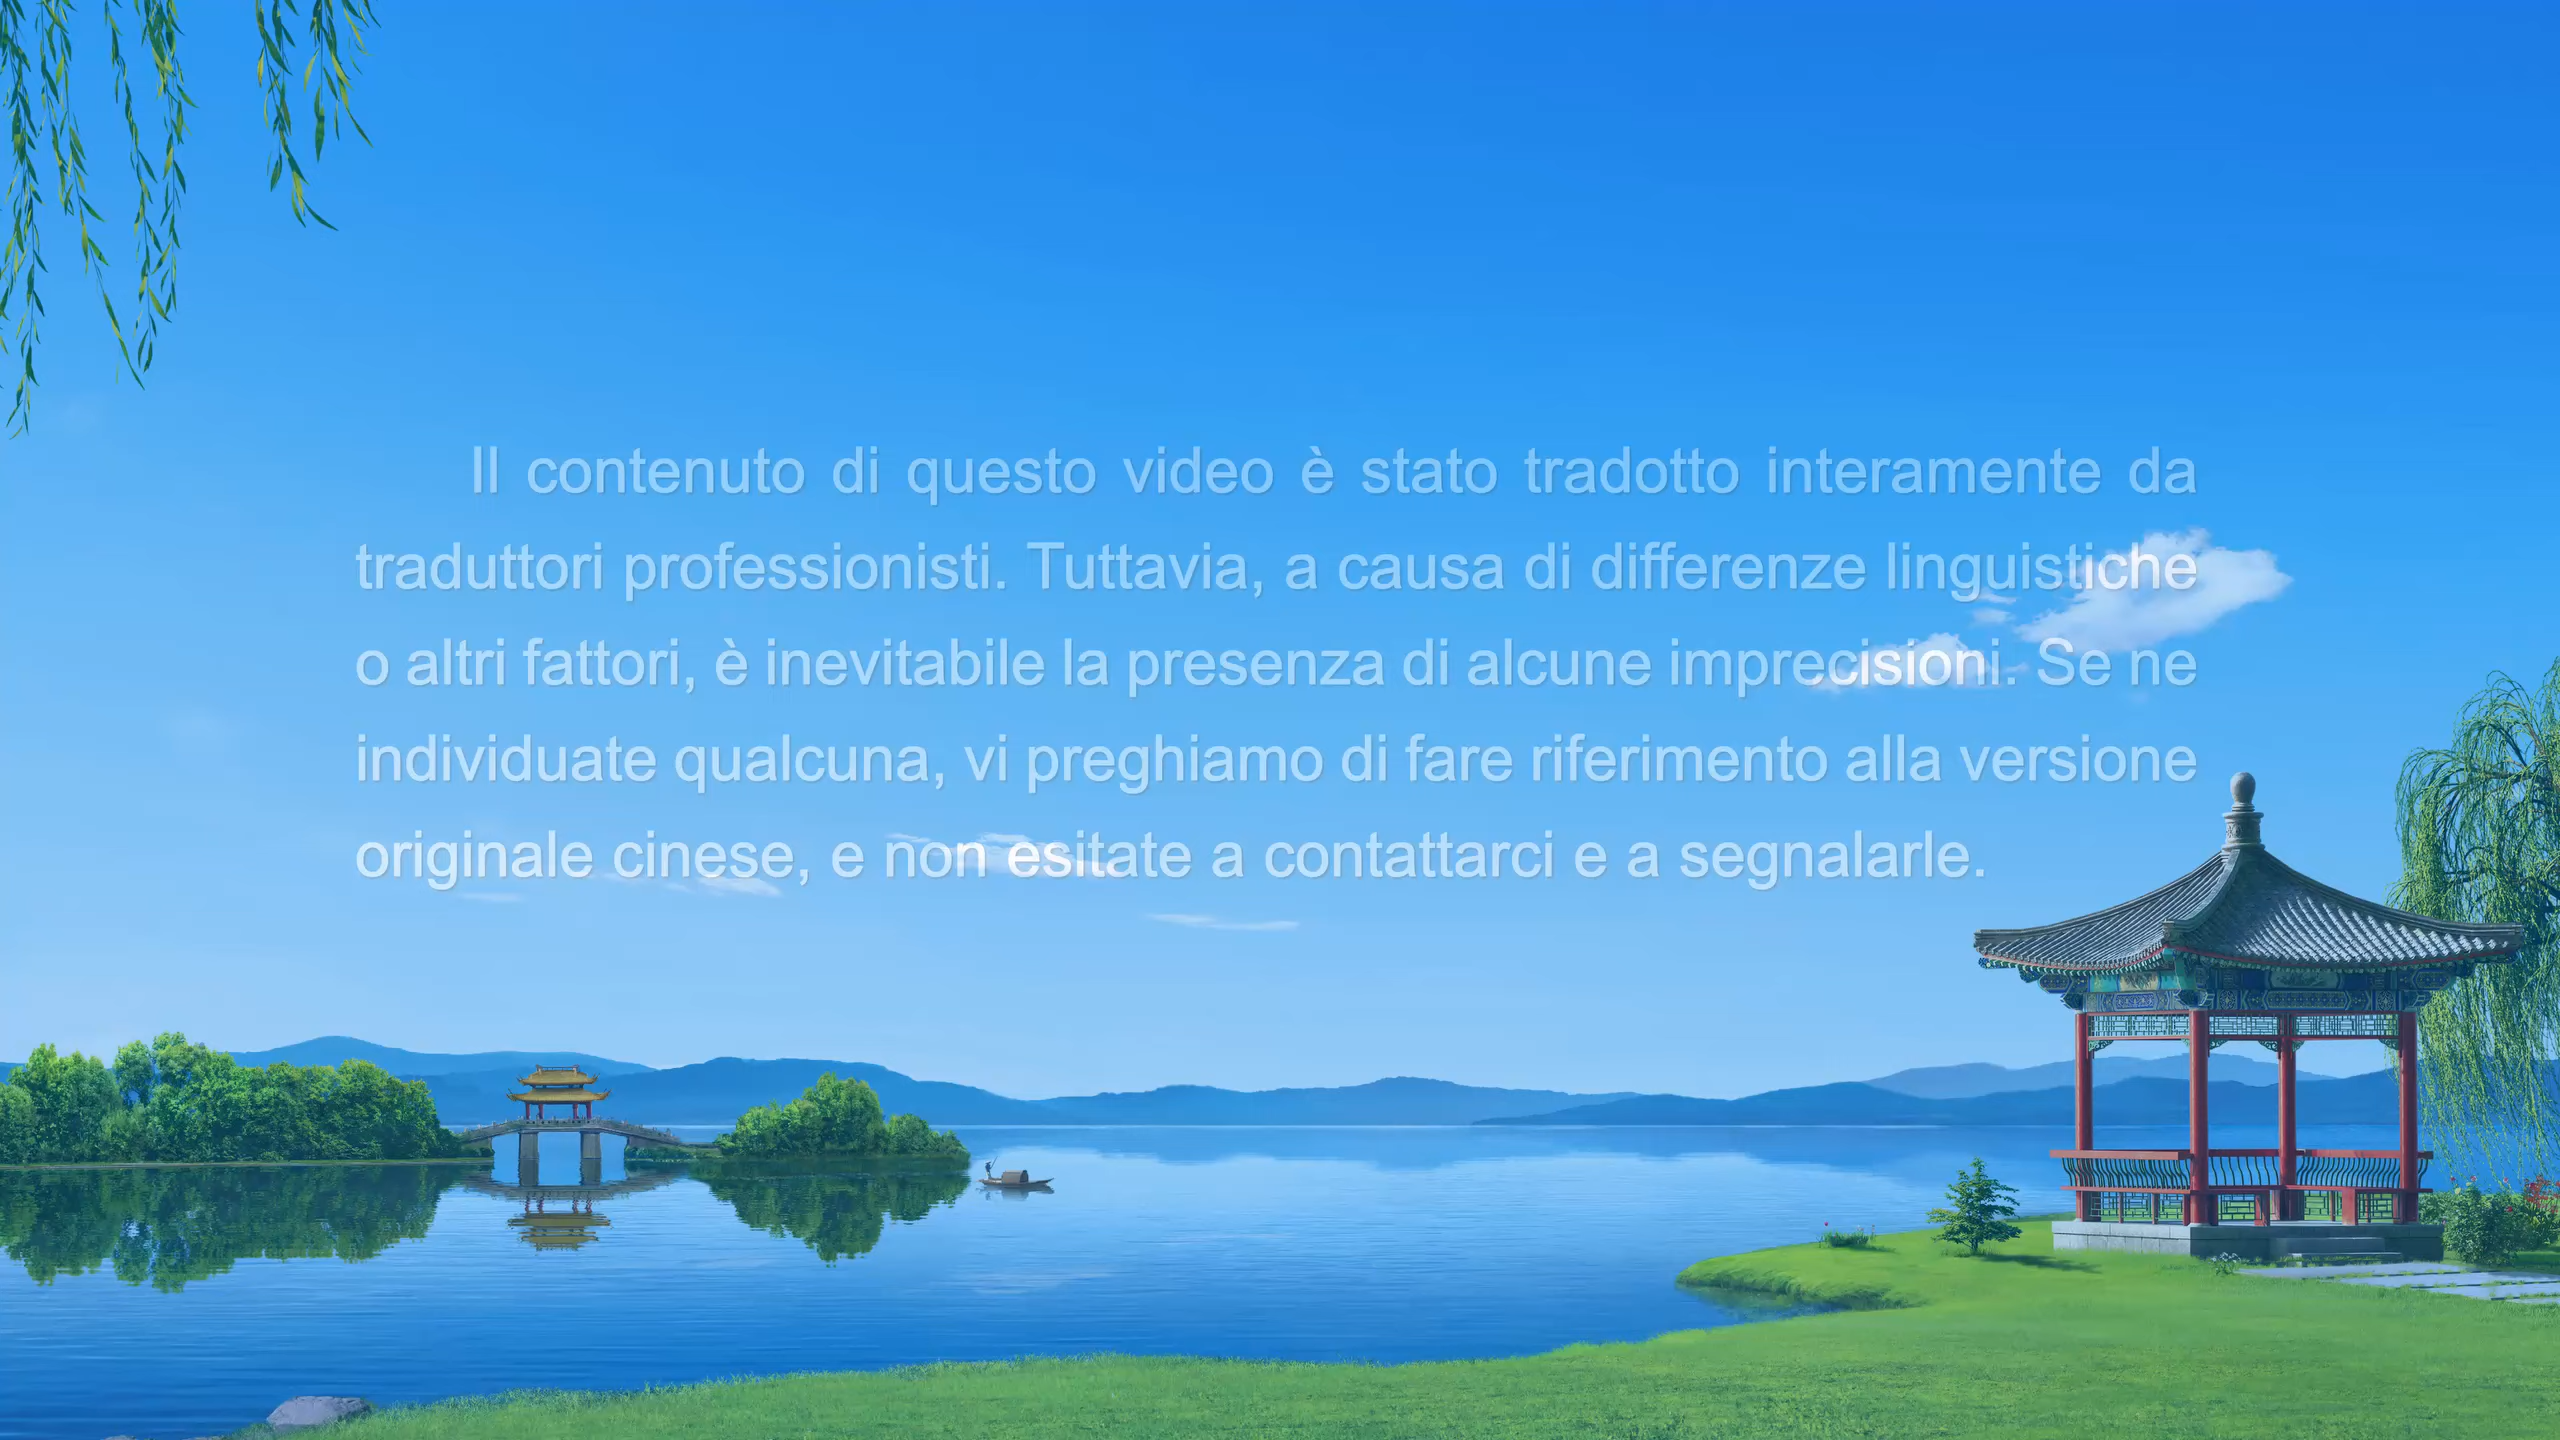 Il contenuto di questo video è stato tradotto interamente da
traduttori professionisti. Tuttavia, a causa di differenze linguistiche
o altri fattori, è inevitabile la presenza di alcune imprecisioni. Se ne
individuate qualcuna, vi preghiamo di fare riferimento alla versione
originale cinese, e non esitate a contattarci e a segnalarle.